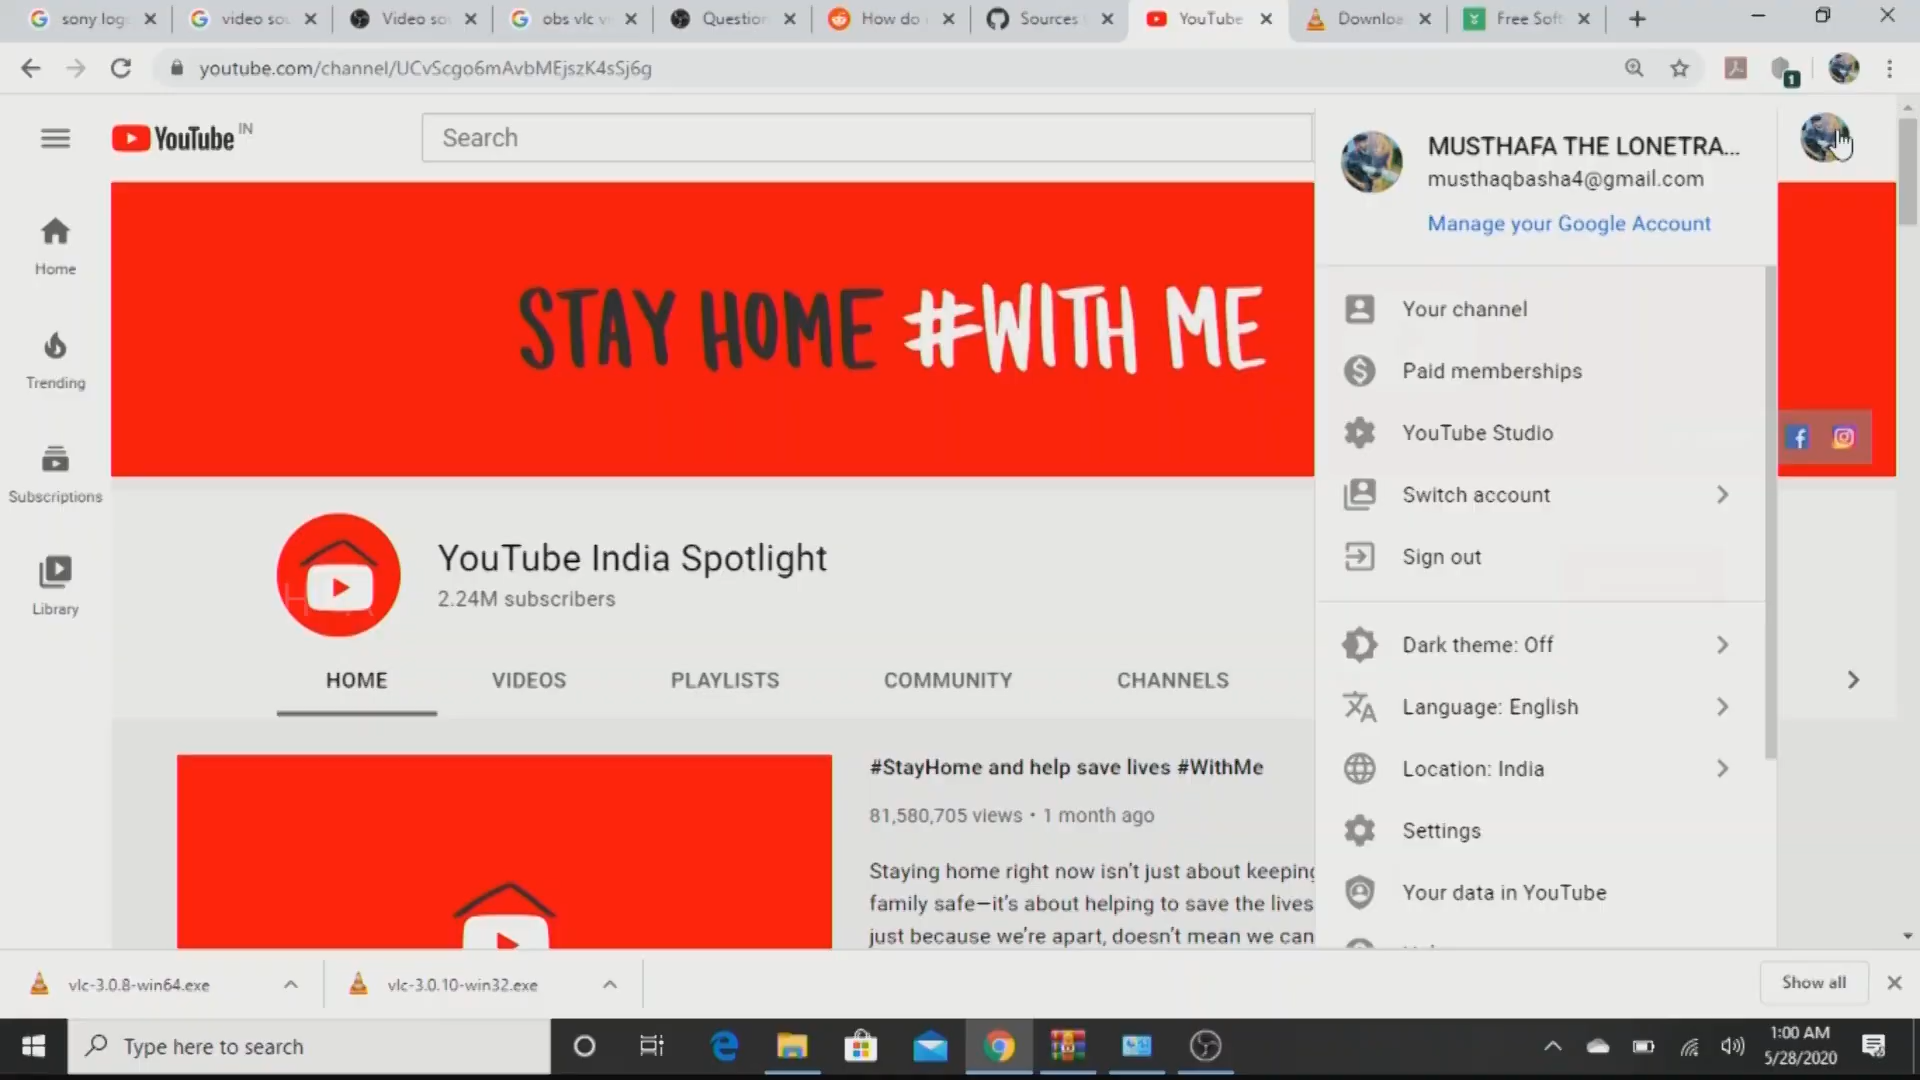 sony log
video so
Video so
obs vlc v
Question
How do
Sources
YouTube
Downloa
Free Soft
youtube.com/channel/UCvScgo6mAvbMEjszK4sSj6g
1
YouTube IN
Search
MUSTHAFA THE LONETRA...
musthaqbasha4@gmail.com
Manage your Google Account
Home
Trending
Subscriptions
Library
STAY HOME #WITH ME
Your channel
Paid memberships
YouTube Studio
Switch account
Sign out
Dark theme: Off
Language: English
Location: India
Settings
Your data in YouTube
YouTube India Spotlight
2.24M subscribers
HOME VIDEOS PLAYLISTS COMMUNITY CHANNELS
#StayHome and help save lives #WithMe
81,580,705 views • 1 month ago
Staying home right now isn't just about keeping
family safe—it's about helping to save the lives
just because we're apart, doesn't mean we can
vlc-3.0.8-win64.exe
vlc-3.0.10-win32.exe
Show all
Type here to search
1:00 AM
5/28/2020